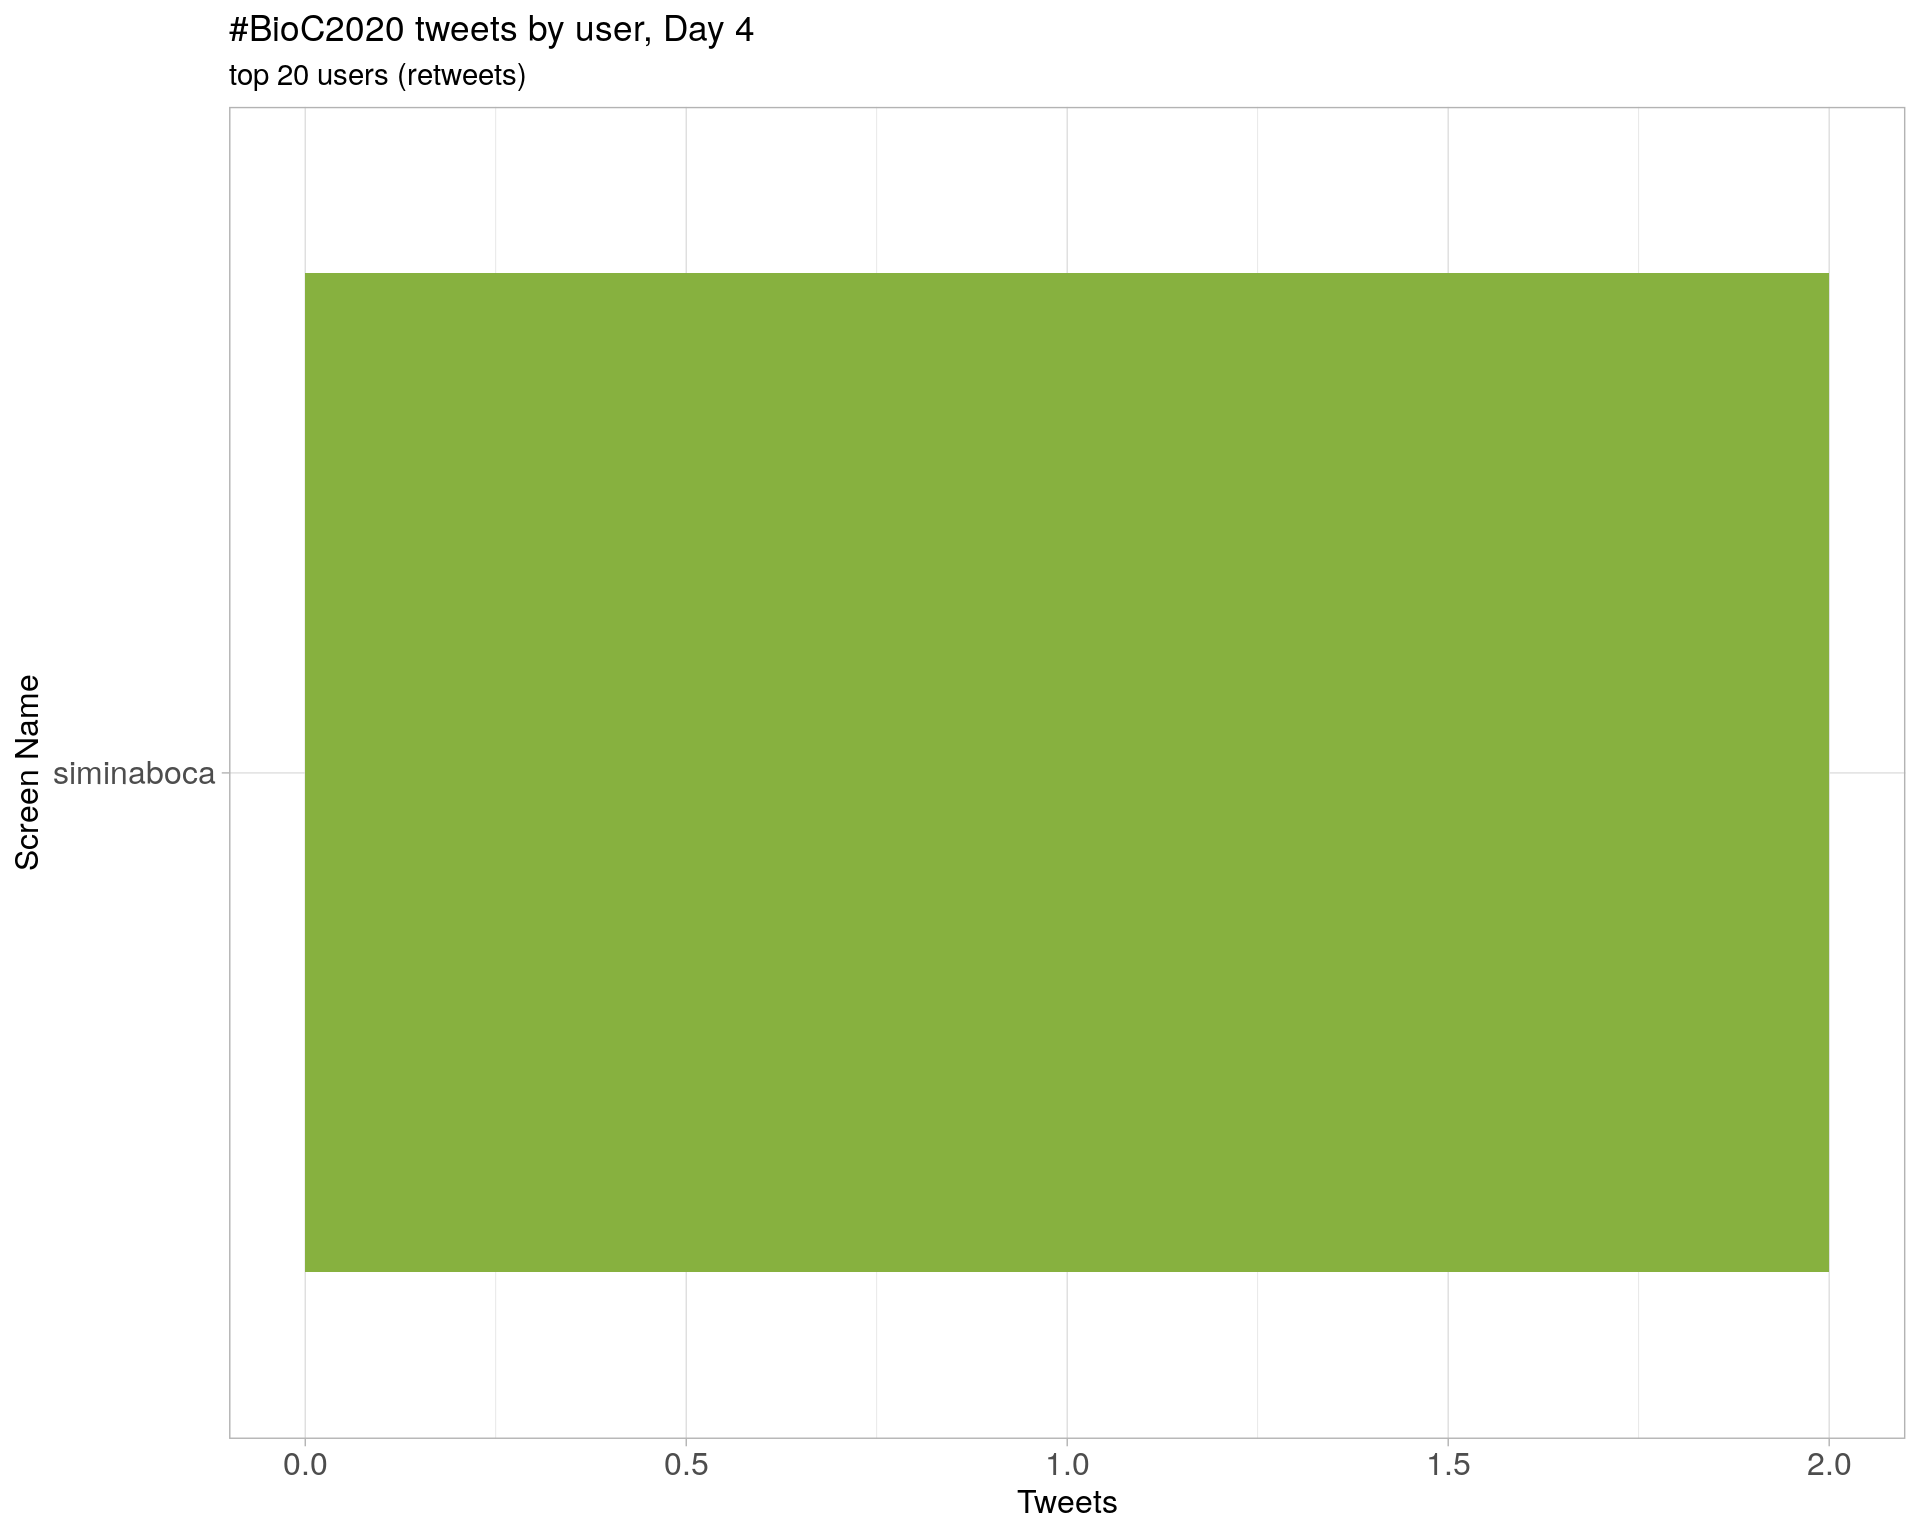 #BioC2020 tweets by user, Day 4
top 20 users (retweets)
Screen Name
siminaboca
0.0 0.5 1.0 1.5 2.0
Tweets